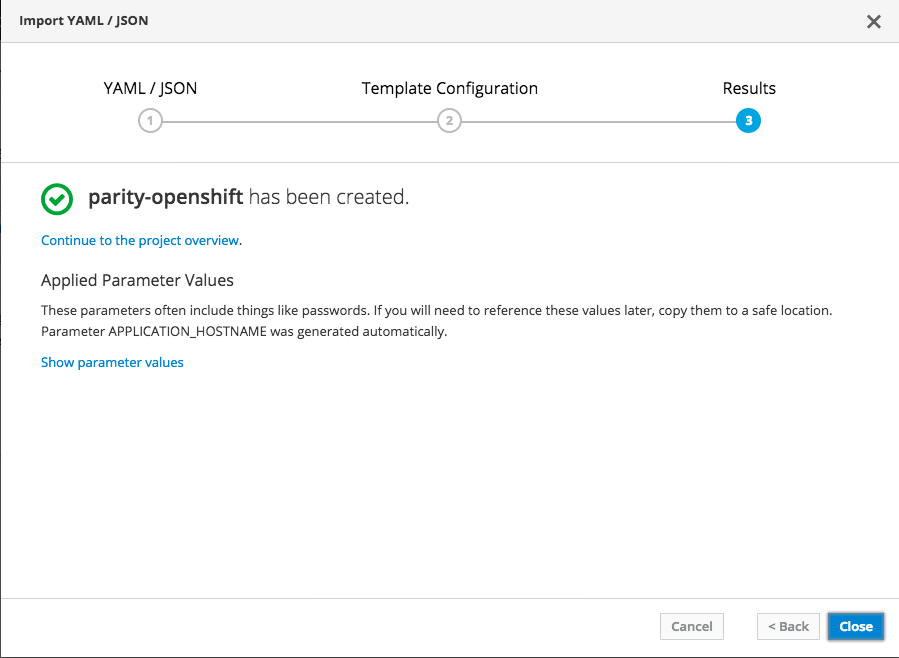 Import YAML / JSON
YAML / JSON
Template Configuration
Results
1
2
3
parity-openshift has been created.
Continue to the project overview.
Applied Parameter Values
These parameters often include things like passwords. If you will need to reference these values later, copy them to a safe location.
Parameter APPLICATION_HOSTNAME was generated automatically.
Show parameter values
Cancel
< Back
Close